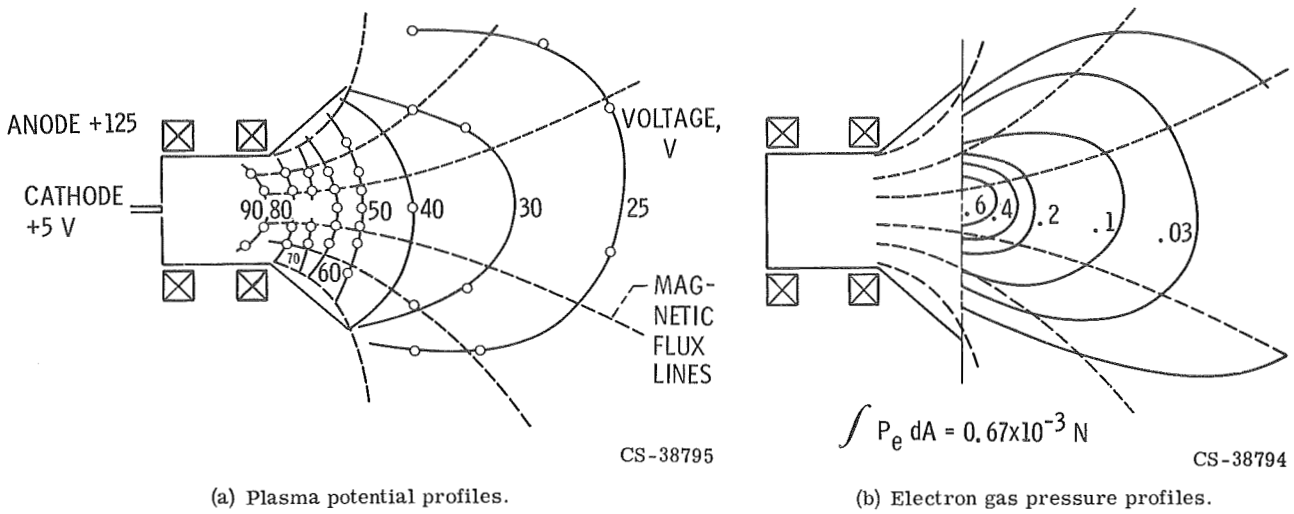 ANODE +125
CATHODE
+5 V
90 80
70
60
50
40
30
25
VOLTAGE,
V
MAG-
NETIC
FLUX
LINES
CS-38795
(a) Plasma potential profiles.
.6
.4
.2
.1
.03
∫ Pe dA = 0.67x10-3 N
CS-38794
(b) Electron gas pressure profiles.